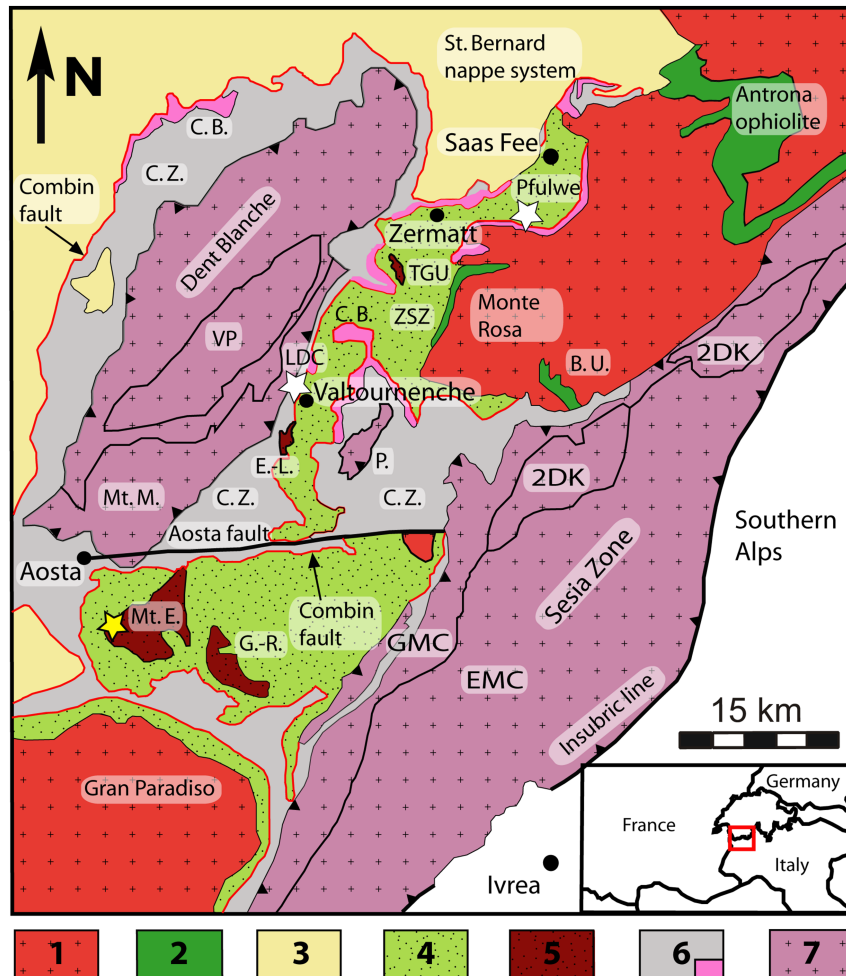 N
St. Bernard
nappe system
Antrona
ophiolite
C. B.
Saas Fee
C.Z.
Combin
fault
Pfulwe
Dent Blanche
Zermatt
TGU
C. B.
ZSZ
Monte
Rosa
VP
LDC
2DK
B. U.
Valtournenche
E.-L.
P.
2DK
Mt. M.
C. Z.
C. Z.
Aosta fault
Southern
Alps
Aosta
Sesia Zone
Mt. E.
Combin
fault
G.-R.
GMC
EMC
Insubric line
15 km
Gran Paradiso
Germany
France
Italy
Ivrea
1 2 3 4 5 6 7